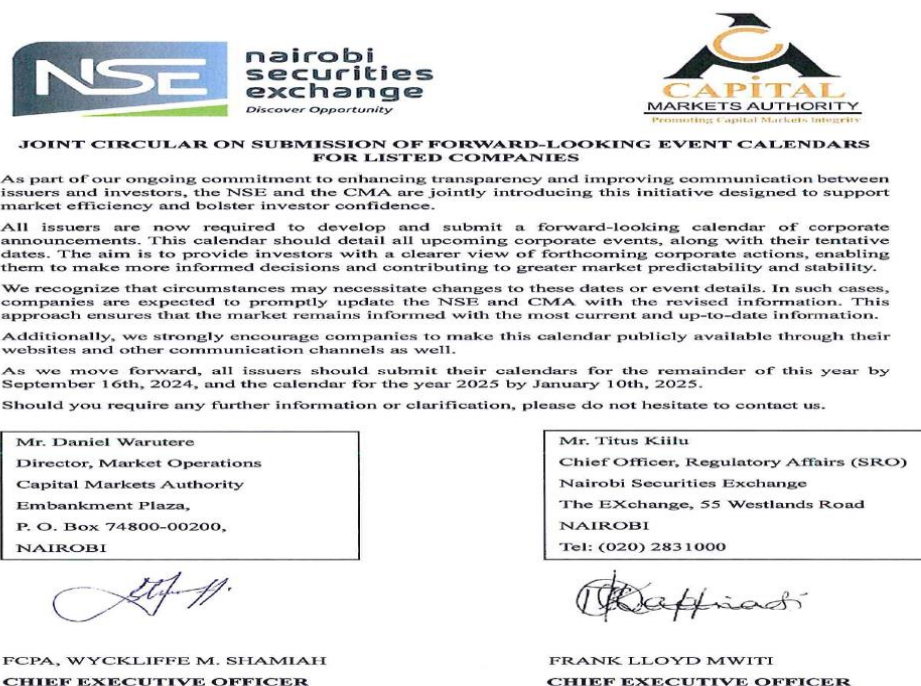 NSE
nairobi
securities
exchange
Discover Opportunity
CAPITAL
MARKETS AUTHORITY
Promoting Capital Markets Integrity
JOINT CIRCULAR ON SUBMISSION OF FORWARD-LOOKING EVENT CALENDARS
FOR LISTED COMPANIES
As part of our ongoing commitment to enhancing transparency and improving communication between
issuers and investors, the NSE and the CMA are jointly introducing this initiative designed to support
market efficiency and bolster investor confidence.
All issuers are now required to develop and submit a forward-looking calendar of corporate
announcements. This calendar should detail all upcoming corporate events, along with their tentative
dates. The aim is to provide investors with a clearer view of forthcoming corporate actions, enabling
them to make more informed decisions and contributing to greater market predictability and stability.
We recognize that circumstances may necessitate changes to these dates or event details. In such cases,
companies are expected to promptly update the NSE and CMA with the revised information. This
approach ensures that the market remains informed with the most current and up-to-date information.
Additionally, we strongly encourage companies to make this calendar publicly available through their
websites and other communication channels as well.
As we move forward, all issuers should submit their calendars for the remainder of this year by
September 16th, 2024, and the calendar for the year 2025 by January 10th, 2025.
Should you require any further information or clarification, please do not hesitate to contact us.
Mr. Daniel Warutere
Director, Market Operations
Capital Markets Authority
Embankment Plaza,
P. O. Box 74800-00200,
NAIROBI
Mr. Titus Kiilu
Chief Officer, Regulatory Affairs (SRO)
Nairobi Securities Exchange
The EXchange, 55 Westlands Road
NAIROBI
Tel: (020) 2831000
FCPA, WYCKLIFFE M. SHAMIAH
CHIEF EXECUTIVE OFFICER
FRANK LLOYD MWITI
CHIEF EXECUTIVE OFFICER